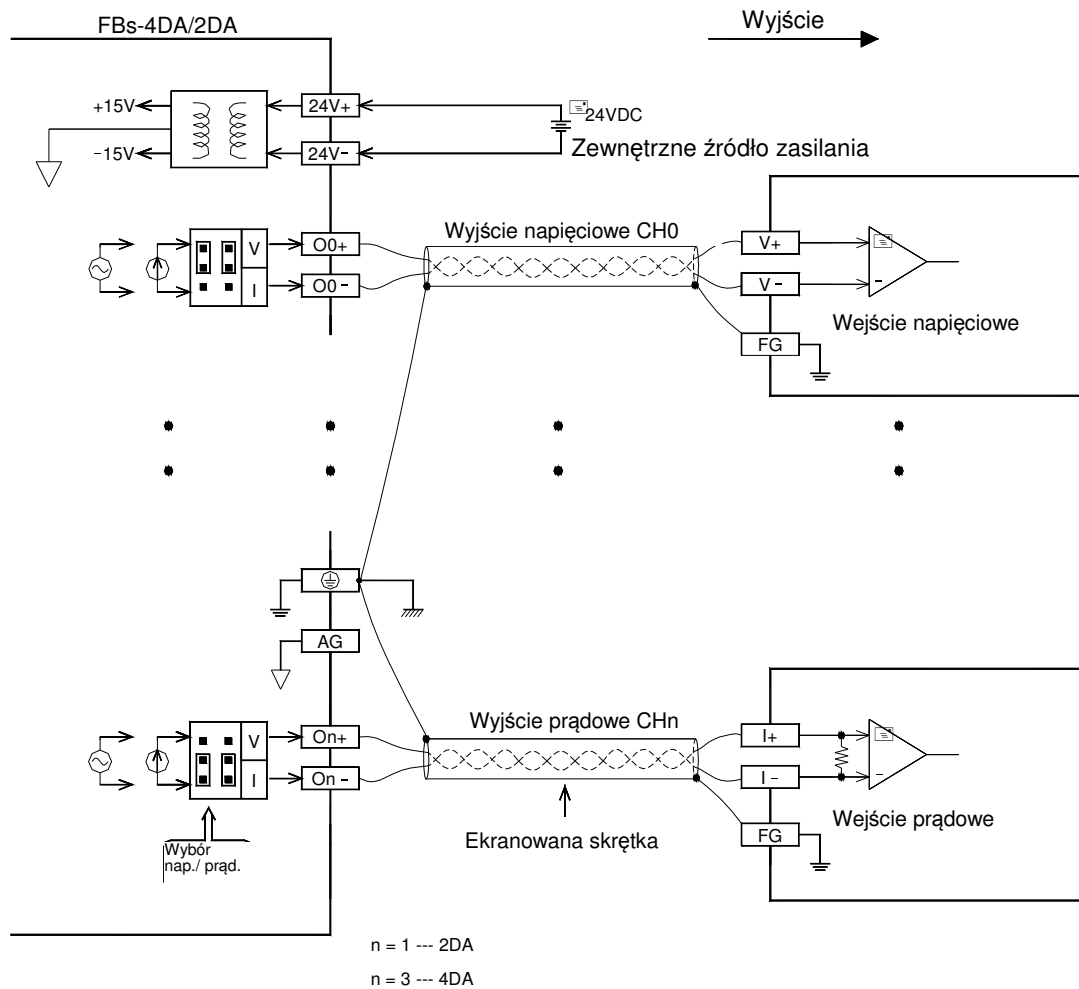 FBs-4DA/2DA
Wyjście
+15V
24V+
24VDC
-15V
24V-
Zewnętrzne źródło zasilania
Wyjście napięciowe CH0
V
O0+
V+
I
O0-
V-
Wejście napięciowe
FG
AG
Wyjście prądowe CHn
V
On+
I+
I
On-
I-
Wejście prądowe
FG
Ekranowana skrętka
Wybór
nap./ prąd.
n = 1 --- 2DA
n = 3 --- 4DA